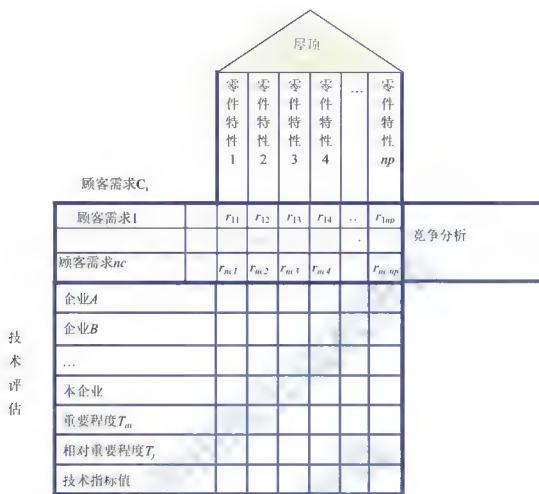 屋顶
零件特性1 零件特性2 零件特性3 零件特性4 … 零件特性np
顾客需求Ci
顾客需求1 r11 r12 r13 r14 .. r1np
竞争分析
顾客需求nc rnc1 rnc2 rnc3 rnc4 rncnp
技术评估
企业A
企业B
…
本企业
重要程度Tai
相对重要程度Tj
技术指标值